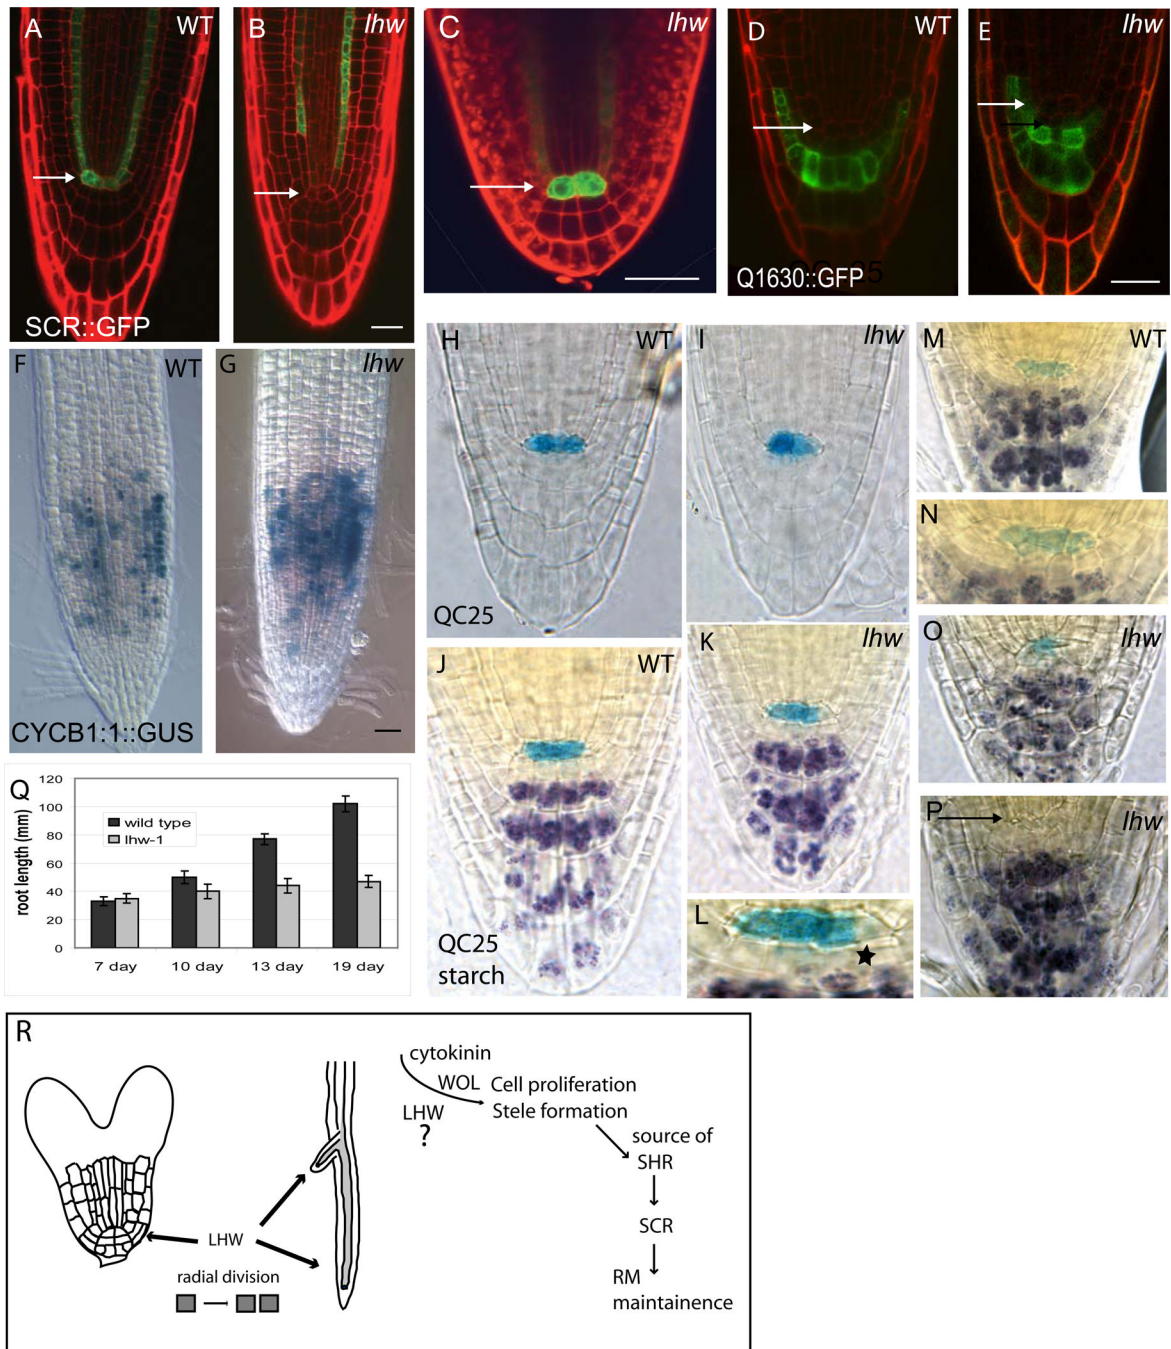 A WT
B lhw
C lhw
D WT
E lhw
SCR::GFP
Q1630::GFP
F WT
G lhw
CYCB1:1::GUS
H WT
I lhw
QC25
J WT
K lhw
L
QC25
starch
M WT
N
O lhw
P lhw
Q
root length (mm)
120
100
80
60
40
20
0
wild type
lhw-1
7 day 10 day 13 day 19 day
R
LHW
radial division
cytokinin
WOL
LHW
?
Cell proliferation
Stele formation
source of
SHR
SCR
RM
maintainence